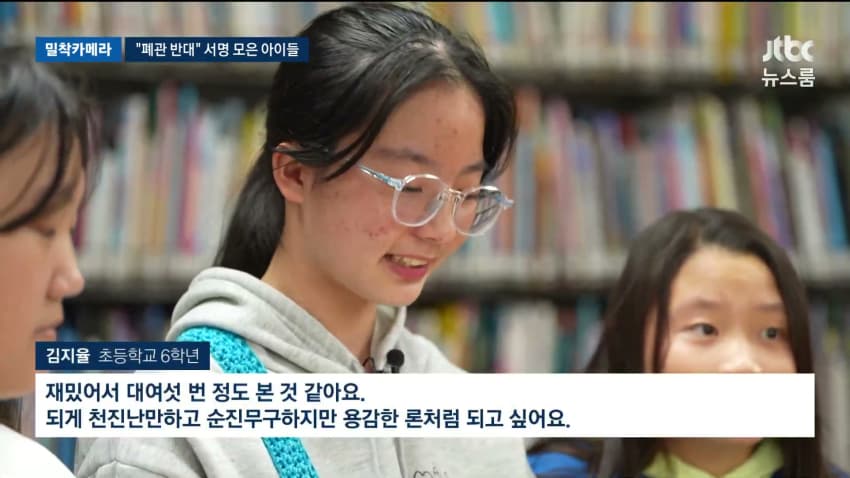 밀착카메라 "폐관 반대" 서명 모은 아이들
jtbc
뉴스룸
김지율 초등학교 6학년
재밌어서 대여섯 번 정도 본 것 같아요.
되게 천진난만하고 순진무구하지만 용감한 론처럼 되고 싶어요.